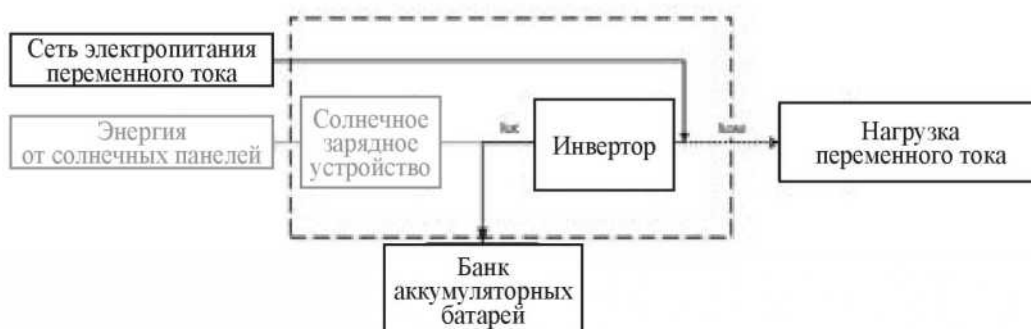 Сеть электропитания
переменного тока
Энергия
от солнечных панелей
Солнечное
зарядное
устройство
Инвертор
Нагрузка
переменного тока
Банк
аккумуляторных
батарей